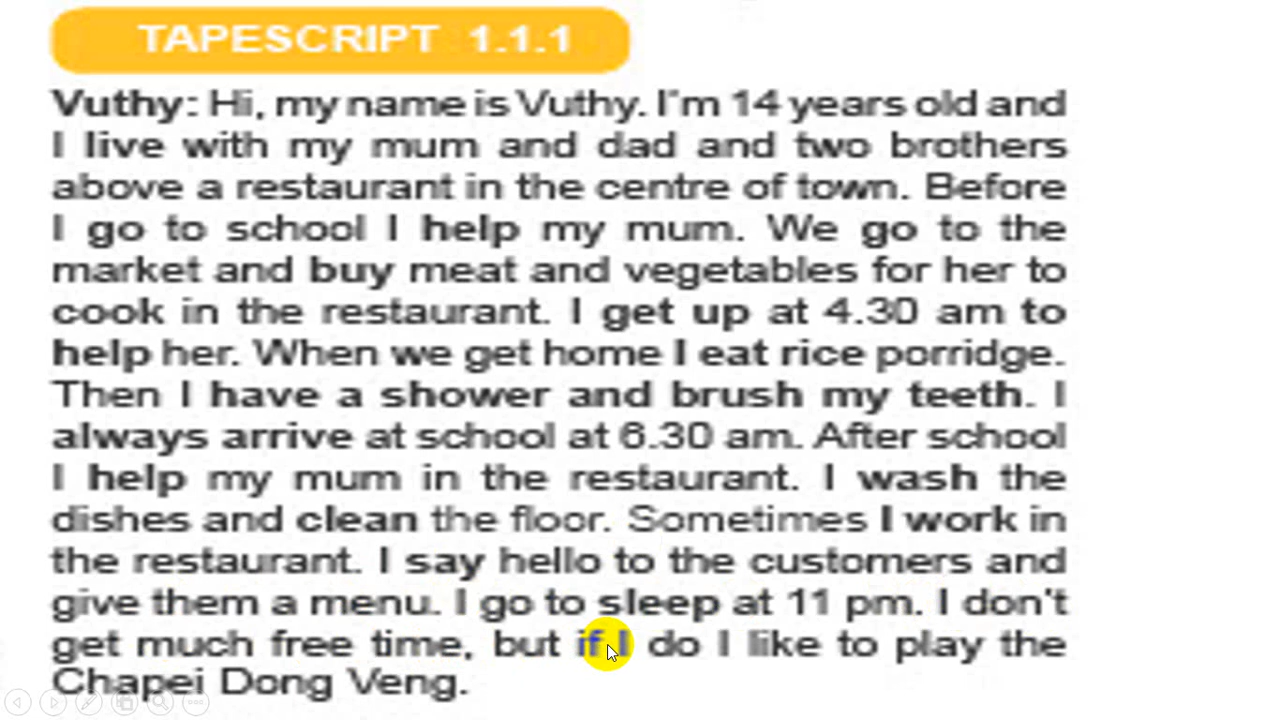 TAPESCRIPT 1.1.1
Vuthy: Hi, my name is Vuthy. I'm 14 years old and
I live with my mum and dad and two brothers
above a restaurant in the centre of town. Before
I go to school I help my mum. We go to the
market and buy meat and vegetables for her to
cook in the restaurant. I get up at 4.30 am to
help her. When we get home I eat rice porridge.
Then I have a shower and brush my teeth. I
always arrive at school at 6.30 am. After school
I help my mum in the restaurant. I wash the
dishes and clean the floor. Sometimes I work in
the restaurant. I say hello to the customers and
give them a menu. I go to sleep at 11 pm. I don't
get much free time, but if I do I like to play the
Chapei Dong Veng.